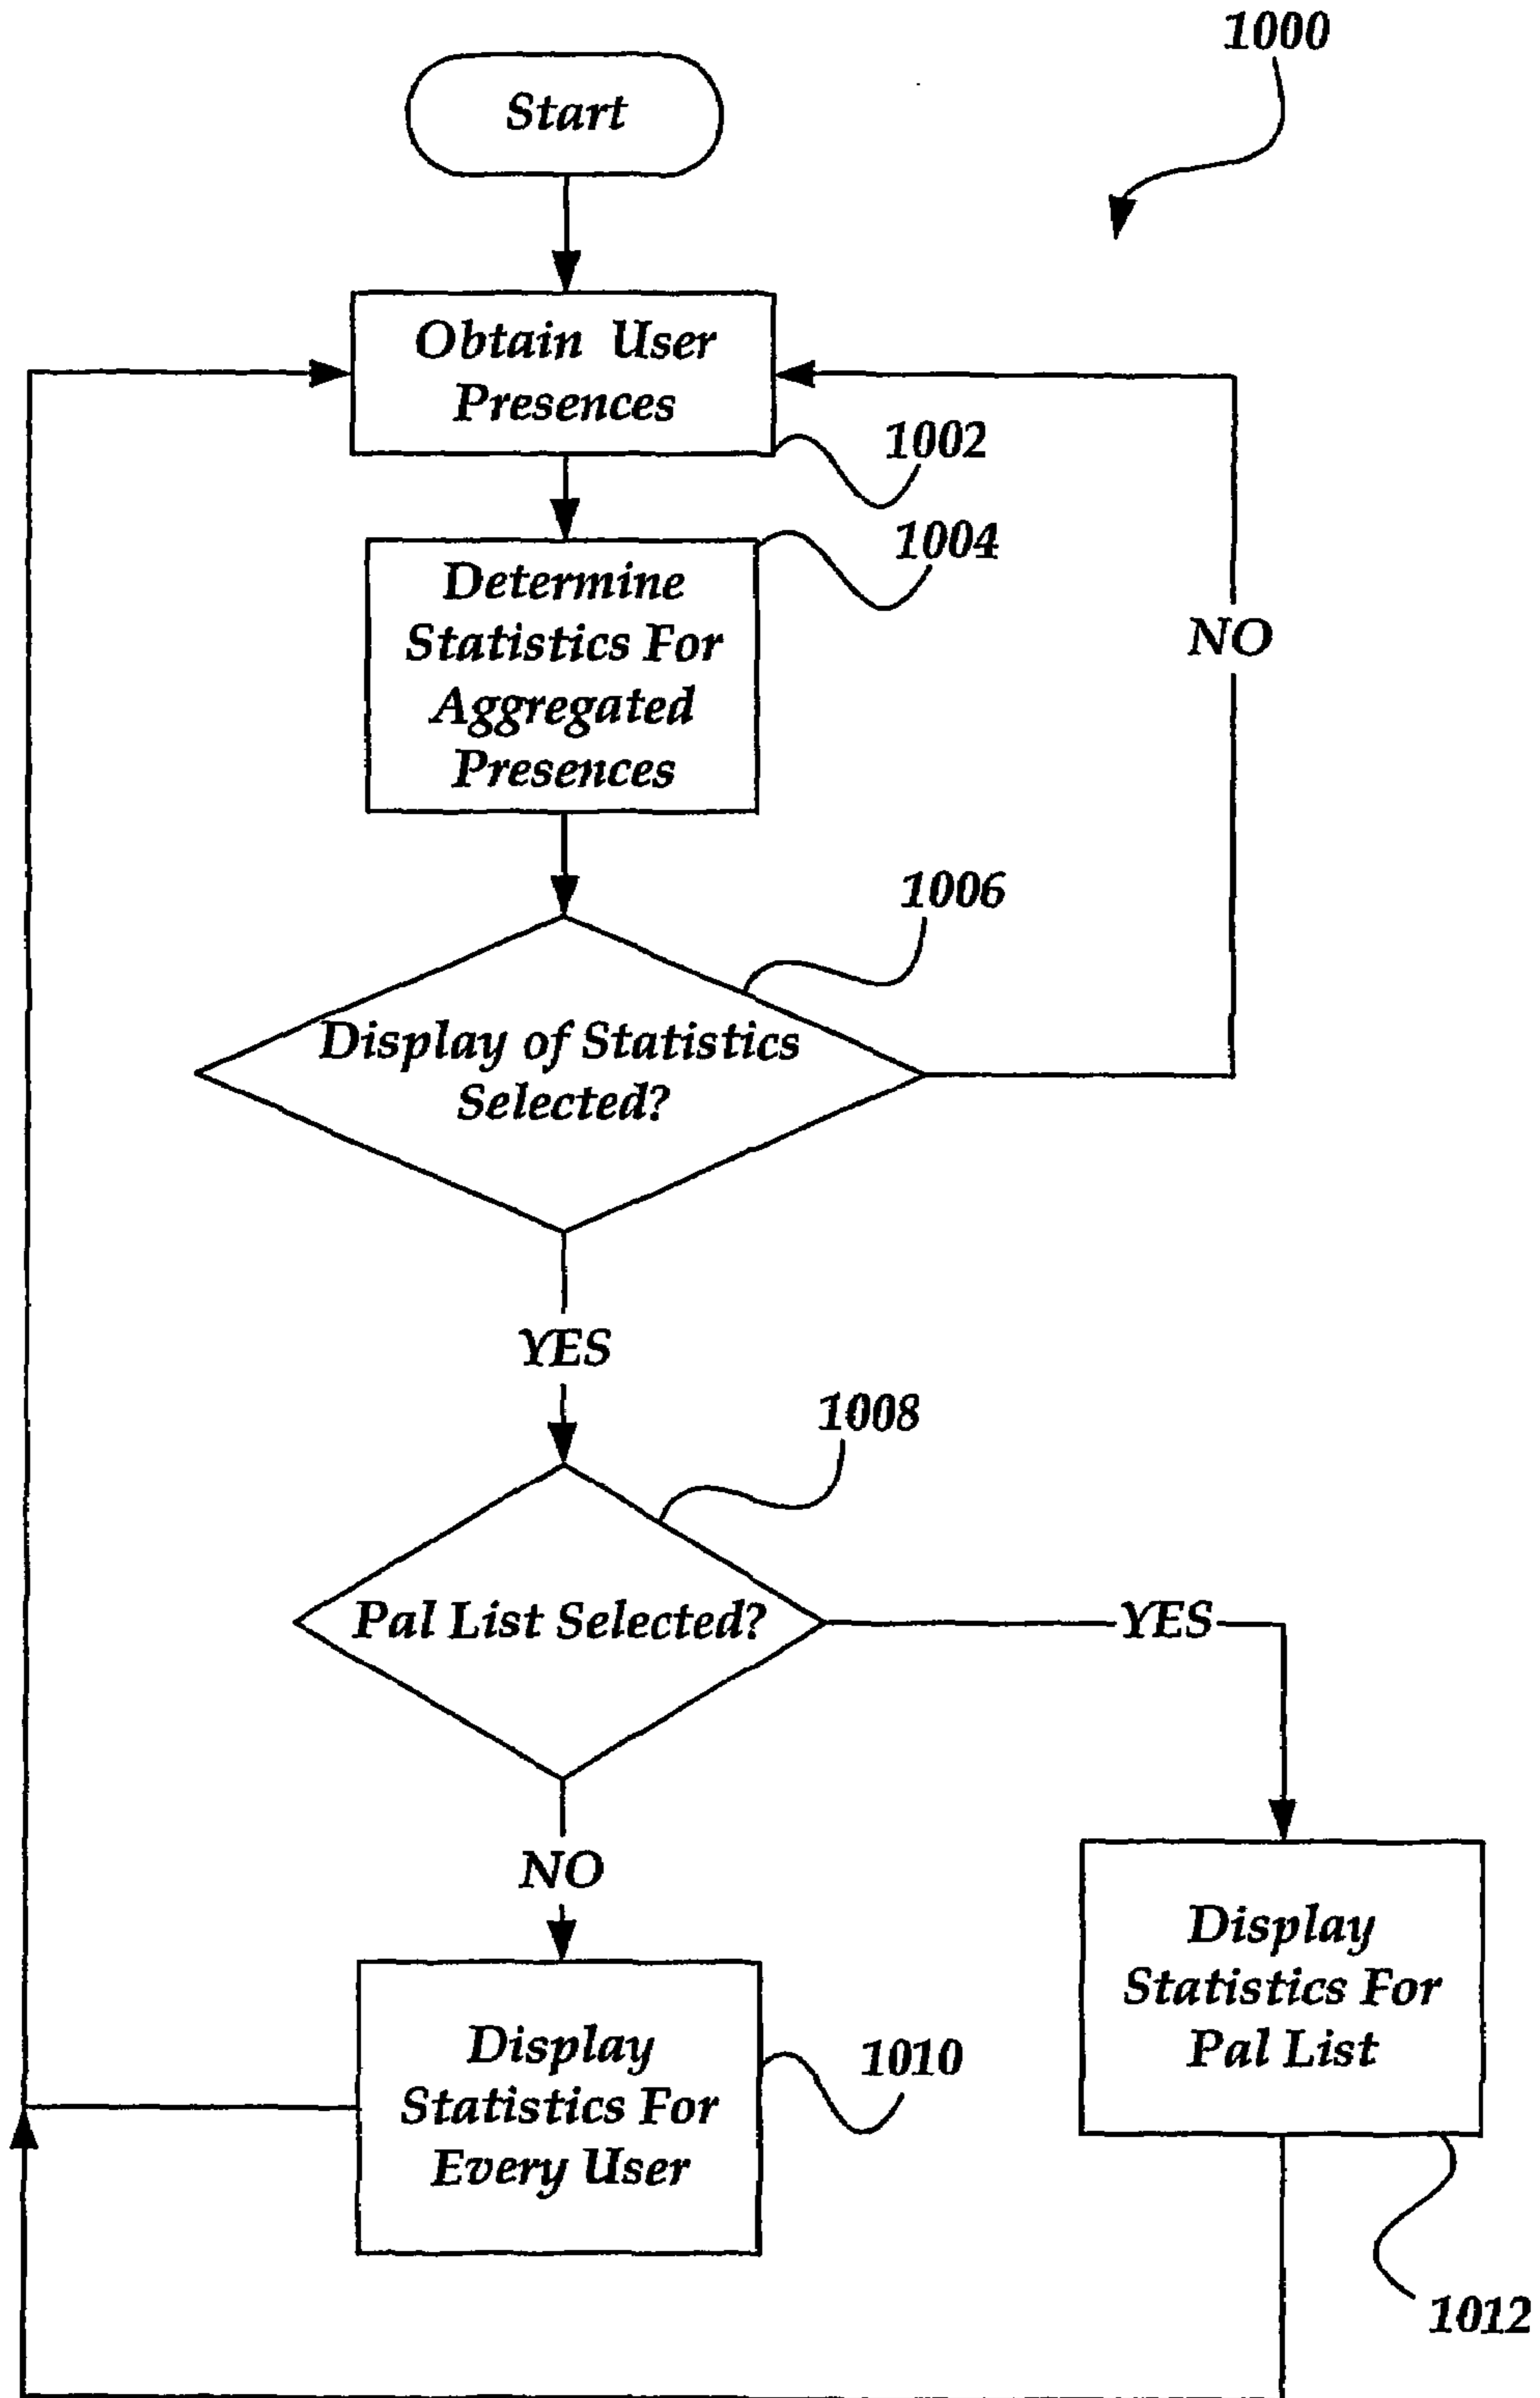 1000
Start
Obtain User
Presences
1002
1004
Determine
Statistics For
Aggregated
Presences
NO
1006
Display of Statistics
Selected?
YES
1008
Pal List Selected?
YES
NO
Display
Statistics For
Pal List
Display
Statistics For
Every User
1010
1012